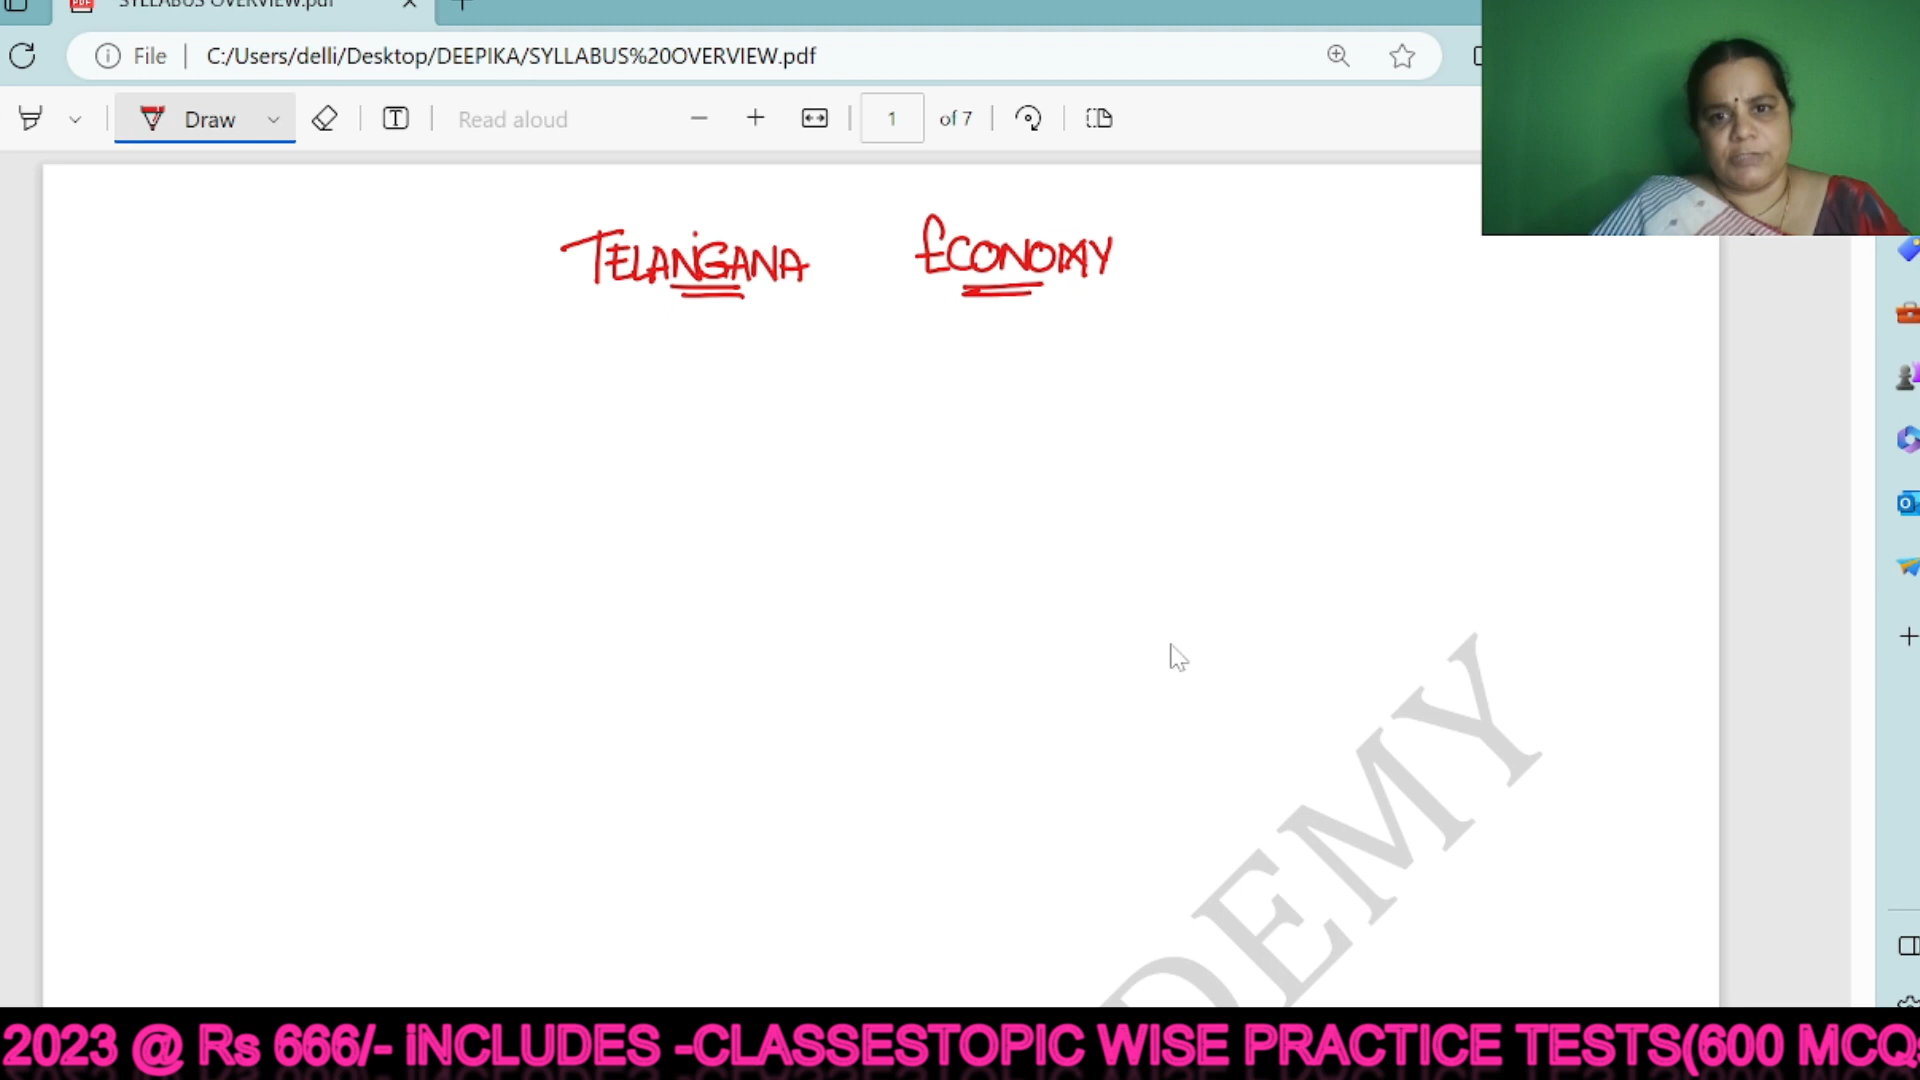 SYLLABUS OVERVIEW.pdf
File C:/Users/delli/Desktop/DEEPIKA/SYLLABUS%20OVERVIEW.pdf
Draw Read aloud 1 of 7
TELANGANA ECONOMY
DEMY
2023 @ Rs 666/- iNCLUDES -CLASSESTOPIC WISE PRACTICE TESTS(600 MCQs